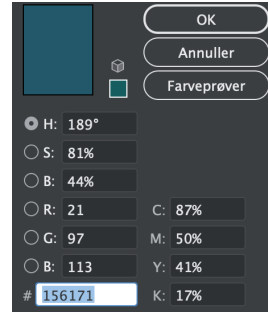 OK
Annuller
Farveprøver
H: 189°
S: 81%
B: 44%
R: 21 C: 87%
G: 97 M: 50%
B: 113 Y: 41%
# 156171 K: 17%